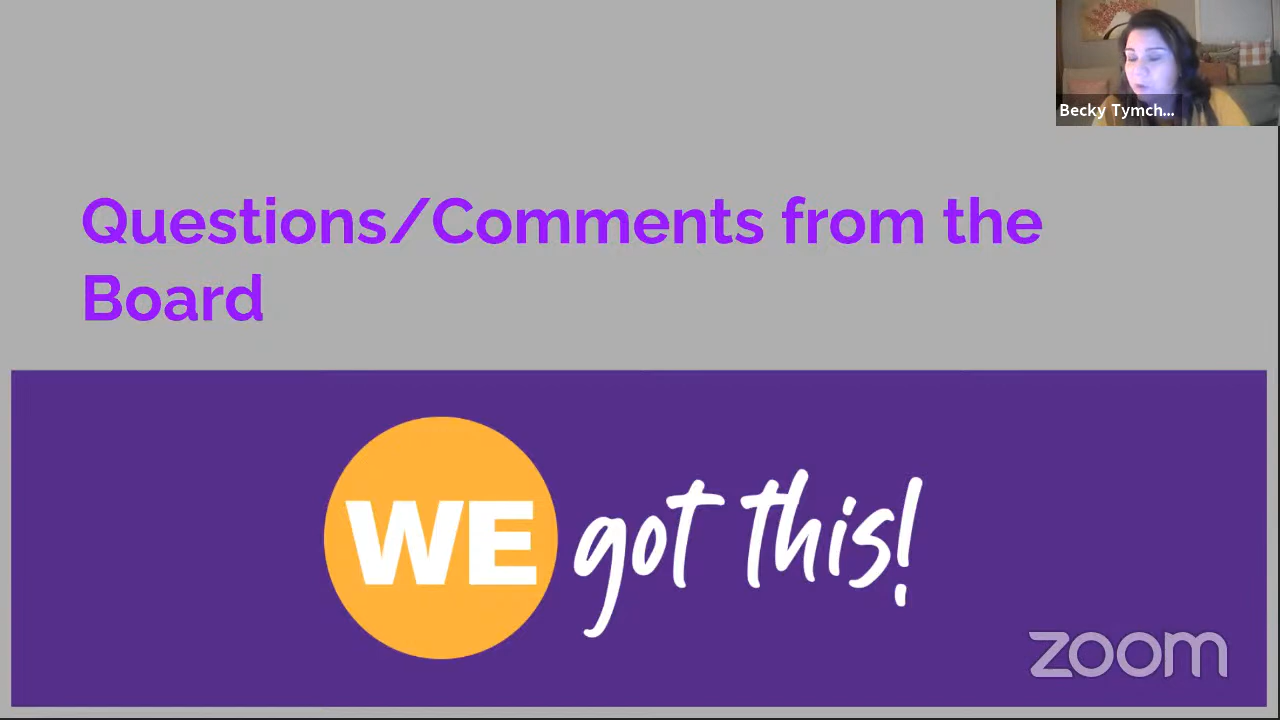 Becky Tymch...
Questions/Comments from the
Board
WE got this!
zoom